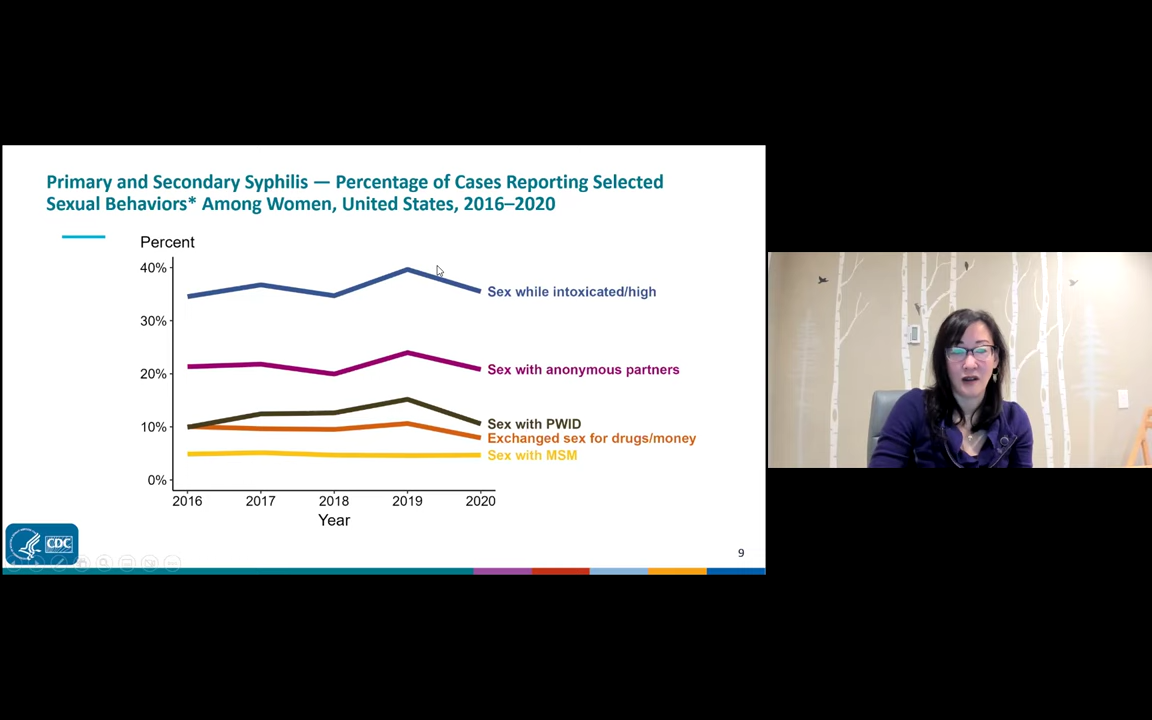 Primary and Secondary Syphilis — Percentage of Cases Reporting Selected
Sexual Behaviors* Among Women, United States, 2016–2020
Percent
40%
30%
20%
10%
0%
Sex while intoxicated/high
Sex with anonymous partners
Sex with PWID
Exchanged sex for drugs/money
Sex with MSM
2016 2017 2018 2019 2020
Year
CDC
9